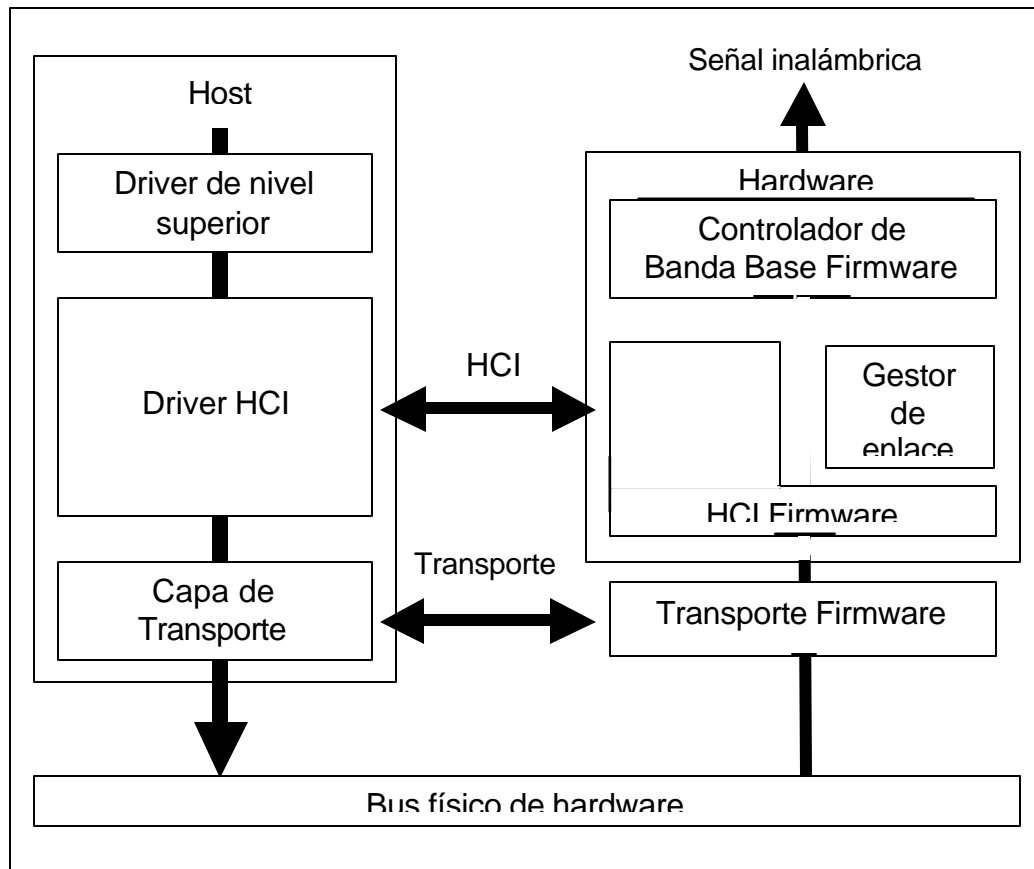 Señal inalámbrica
Host
Driver de nivel
superior
Hardware
Controlador de
Banda Base Firmware
HCI
Driver HCI
Gestor
de
enlace
HCI Firmware
Transporte
Capa de
Transporte
Transporte Firmware
Bus físico de hardware